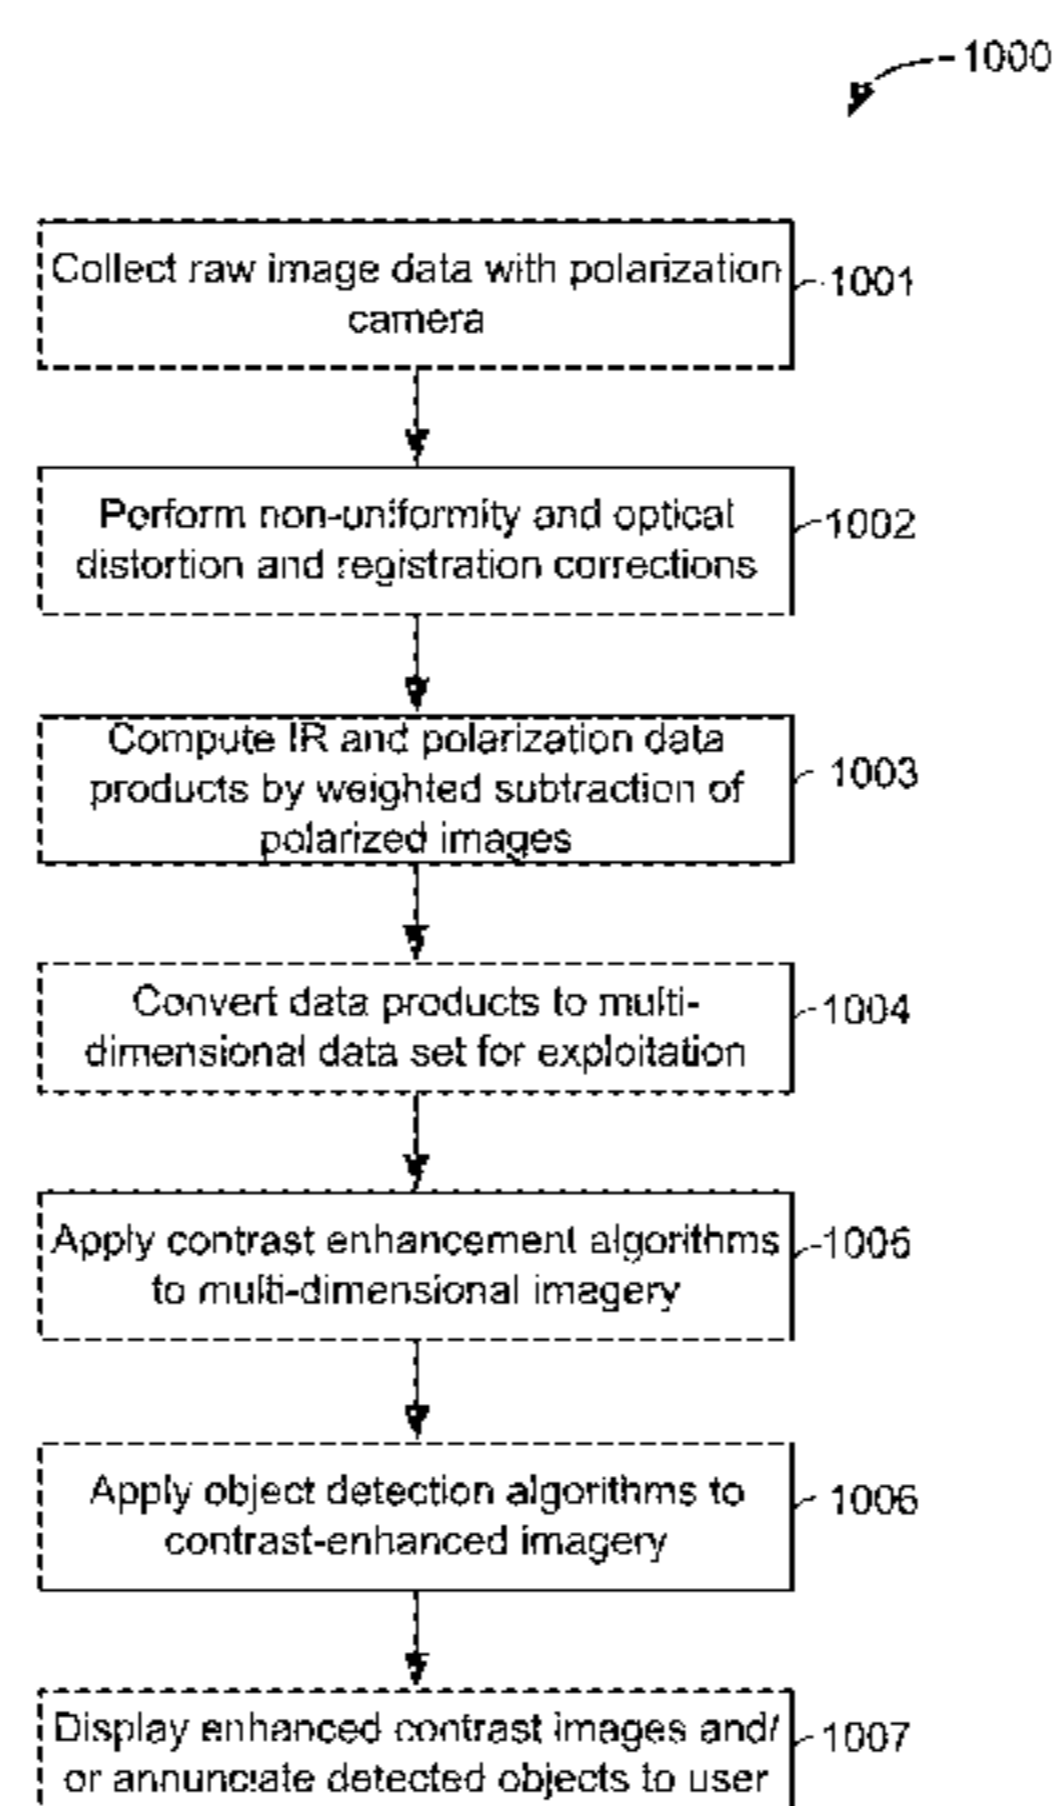 1000
Collect raw image data with polarization
camera
1001
Perform non-uniformity and optical
distortion and registration corrections
1002
Compute IR and polarization data
products by weighted subtraction of
polarized images
1003
Convert data products to multi-
dimensional data set for exploitation
1004
Apply contrast enhancement algorithms
to multi-dimensional imagery
1005
Apply object detection algorithms to
contrast-enhanced imagery
1006
Display enhanced contrast images and/
or annunciate detected objects to user
1007